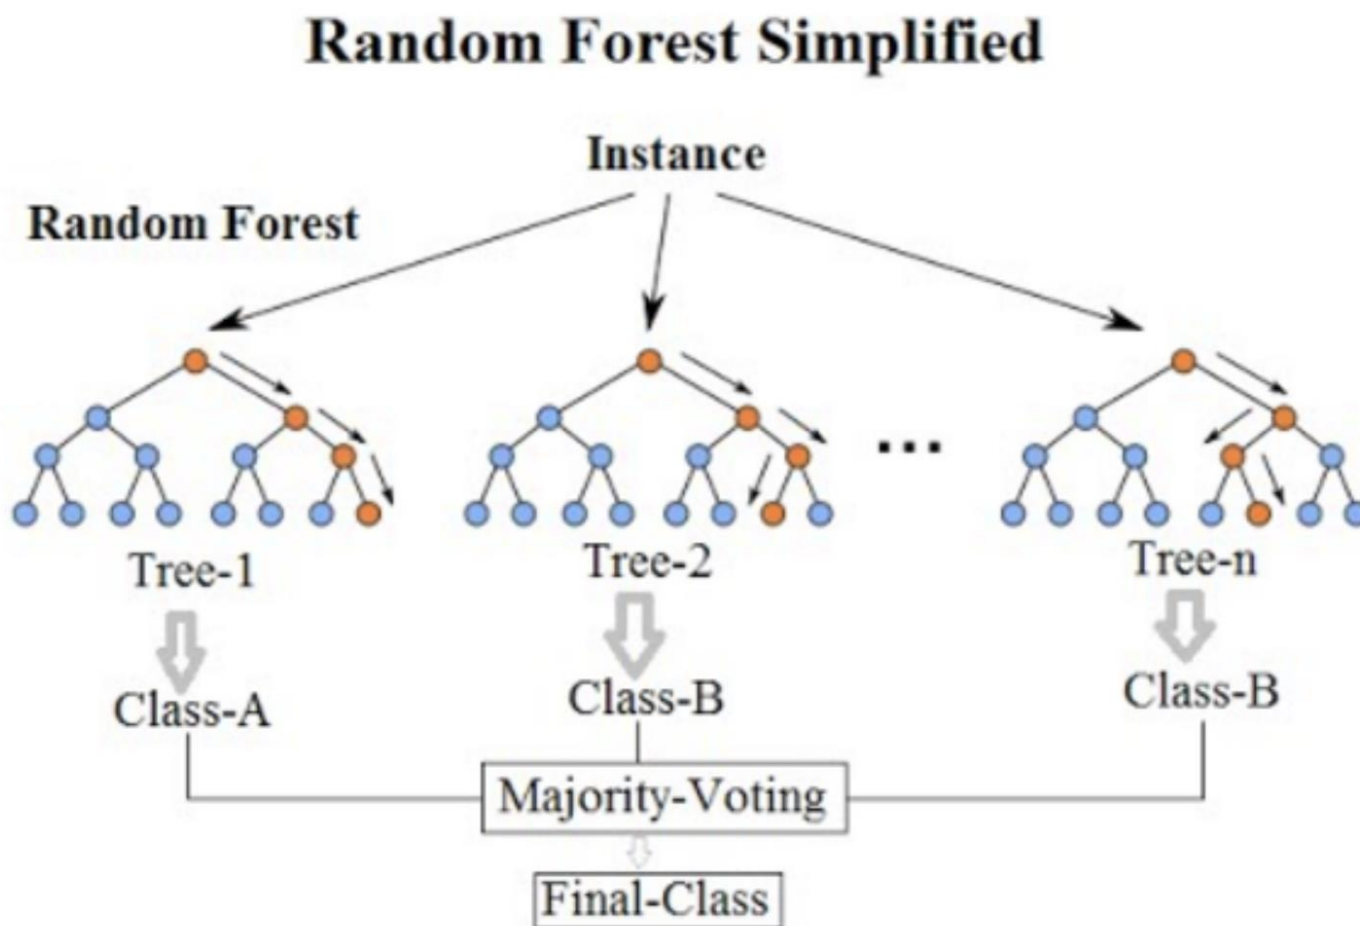 Random Forest Simplified
Instance
Random Forest
...
Tree-1
Tree-2
Tree-n
Class-A
Class-B
Class-B
Majority-Voting
Final-Class